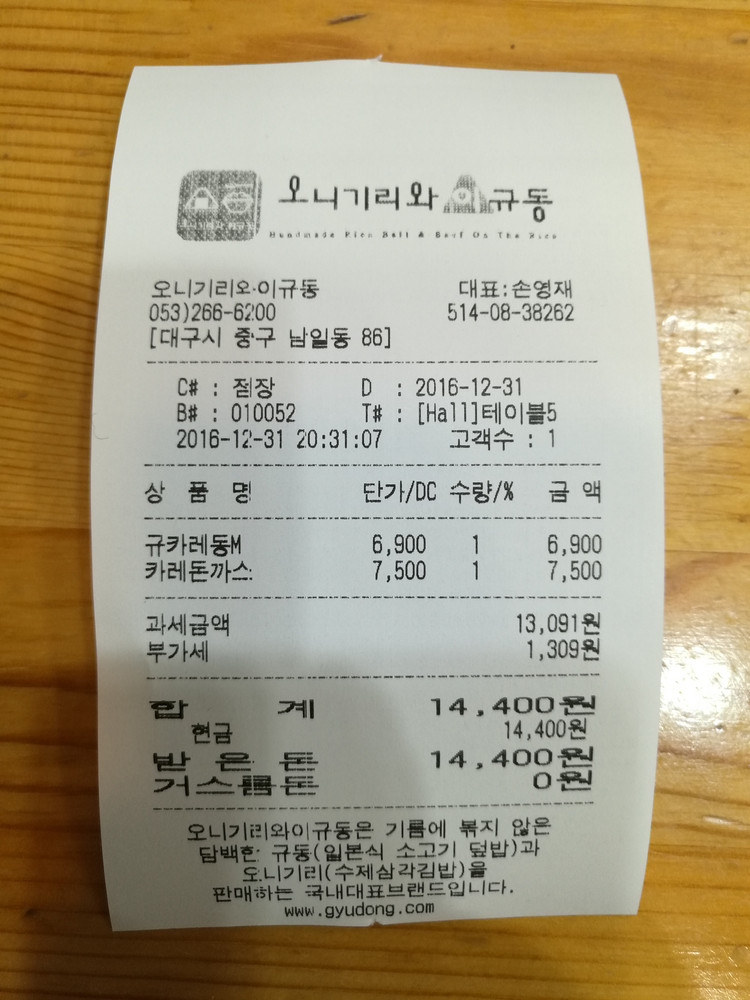 오니기리와 이규동
Handmade Rice Ball & Beef On The Rice
오니기리와이규동 대표:손영재
053)266-6200 514-08-38262
[대구시 중구 남일동 86]
C# : 점장 D : 2016-12-31
B# : 010052 T# : [Hall]테이블5
2016-12-31 20:31:07 고객수 : 1
상 품 명 단가/DC 수량/% 금 액
규카레동M 6,900 1 6,900
카레돈까스 7,500 1 7,500
과세금액 13,091원
부가세 1,309원
합 계 14,400원
현금 14,400원
받 은 돈 14,400원
거스름돈 0원
오니기리와이규동은 기름에 볶지 않은
담백한 규동(일본식 소고기 덮밥)과
오니기리(수제삼각김밥)을
판매하는 국내대표브랜드입니다.
www.gyudong.com